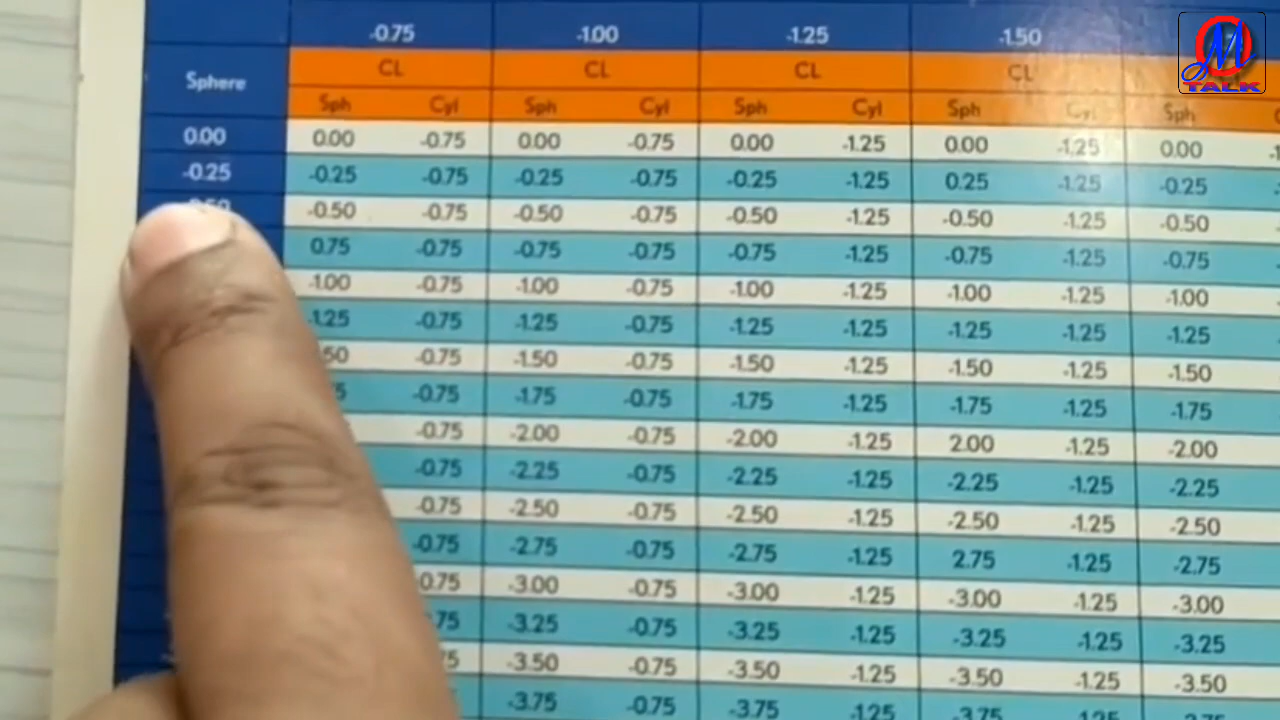 -0.75 -1.00 -1.25 -1.50
M TALK
Sphere CL CL CL CL
Sph Cyl Sph Cyl Sph Cyl Sph Cyl Sph
0.00 0.00 -0.75 0.00 -0.75 0.00 -1.25 0.00 -1.25 0.00
-0.25 -0.25 -0.75 -0.25 -0.75 -0.25 -1.25 0.25 -1.25 -0.25
-0.50 -0.75 -0.50 -0.75 -0.50 -1.25 -0.50 -1.25 -0.50
0.75 -0.75 -0.75 -0.75 -0.75 -1.25 -0.75 -1.25 -0.75
-1.00 -0.75 -1.00 -0.75 -1.00 -1.25 -1.00 -1.25 -1.00
-1.25 -0.75 -1.25 -0.75 -1.25 -1.25 -1.25 -1.25 -1.25
-0.75 -1.50 -0.75 -1.50 -1.25 -1.50 -1.25 -1.50
-0.75 -1.75 -0.75 -1.75 -1.25 -1.75 -1.25 -1.75
-0.75 -2.00 -0.75 -2.00 -1.25 2.00 -1.25 -2.00
-0.75 -2.25 -0.75 -2.25 -1.25 -2.25 -1.25 -2.25
-0.75 -2.50 -0.75 -2.50 -1.25 -2.50 -1.25 -2.50
-0.75 -2.75 -0.75 -2.75 -1.25 2.75 -1.25 -2.75
0.75 -3.00 -0.75 -3.00 -1.25 -3.00 -1.25 -3.00
-3.25 -0.75 -3.25 -1.25 -3.25 -1.25 -3.25
-3.50 -0.75 -3.50 -1.25 -3.50 -1.25 -3.50
-3.75 -0.75 -3.75 -1.25